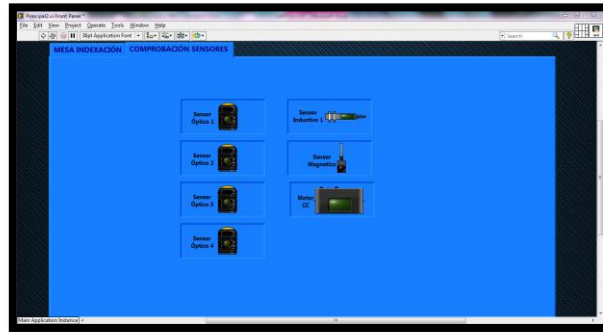 Principal2.vi Front Panel *
File Edit View Project Operate Tools Window Help
36pt Application Font
Search
MESA INDEXACIÓN COMPROBACIÓN SENSORES
Sensor
Óptico 1
Sensor
Inductivo 1
Sensor
Óptico 2
Sensor
Magnetico
Sensor
Óptico 3
Motor
CC
Sensor
Óptico 4
Main Application Instance